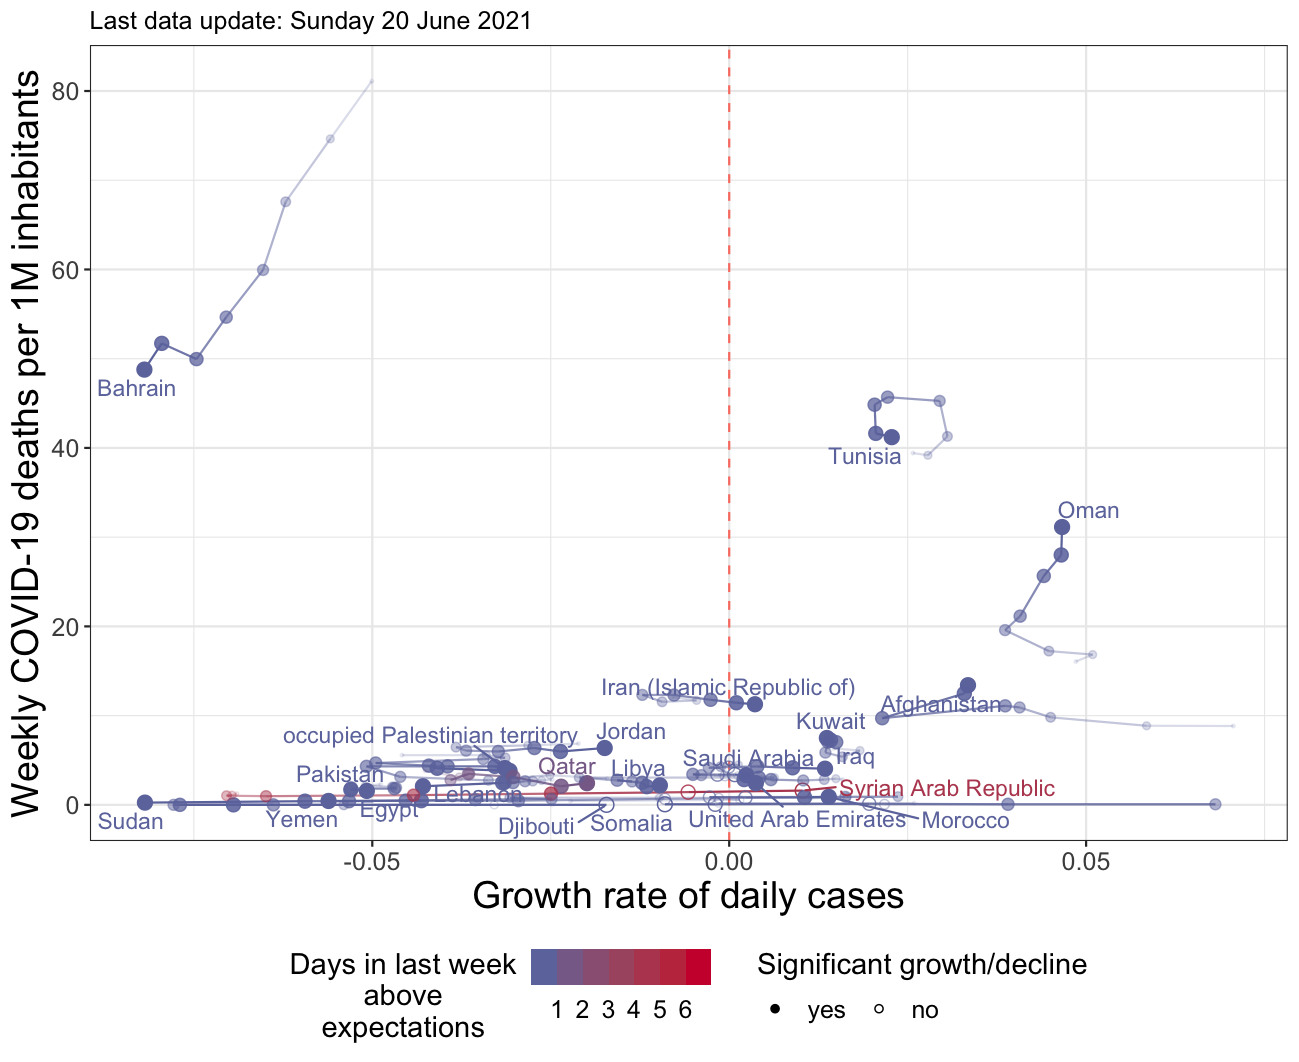 Last data update: Sunday 20 June 2021
Weekly COVID-19 deaths per 1M inhabitants
80
60
40
20
0
Bahrain
Tunisia
Oman
Iran (Islamic Republic of)
Afghanistan
Kuwait
occupied Palestinian territory
Jordan
Saudi Arabia
Iraq
Pakistan
Qatar
Libya
Lebanon
Syrian Arab Republic
Sudan
Yemen
Egypt
Djibouti
Somalia
United Arab Emirates
Morocco
-0.05
0.00
0.05
Growth rate of daily cases
Days in last week
above
expectations
1 2 3 4 5 6
Significant growth/decline
yes
no